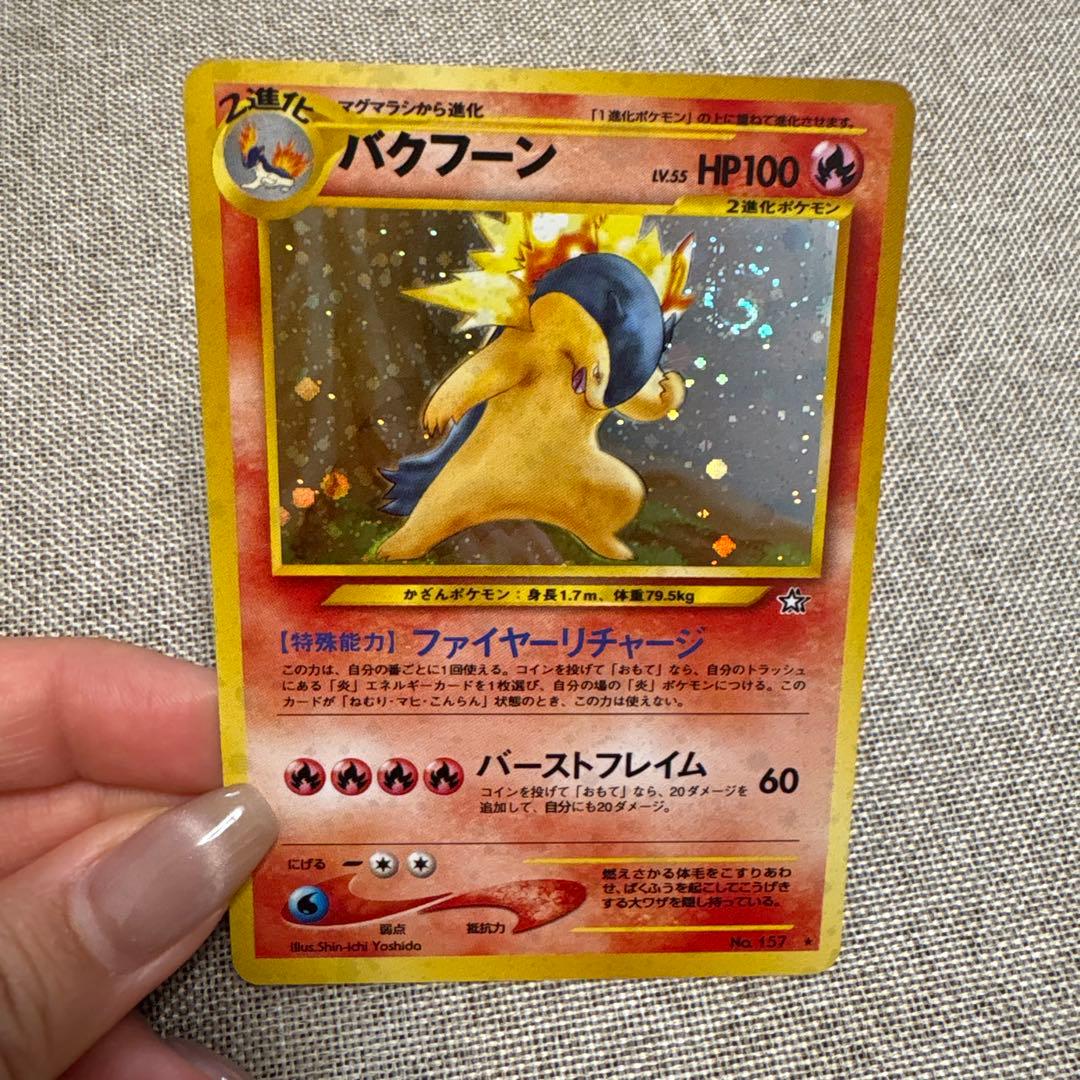 2進化
マグマラシから進化
「1進化ポケモン」の上に重ねて進化させます。
バクフーン
LV.55 HP100
2進化ポケモン
かざんポケモン：身長1.7m、体重79.5kg
【特殊能力】ファイヤーリチャージ
この力は、自分の番ごとに1回使える。コインを投げて「おもて」なら、自分のトラッシュ
にある「炎」エネルギーカードを1枚選び、自分の場の「炎」ポケモンにつける。この
カードが「ねむり・マヒ・こんらん」状態のとき、この力は使えない。
バーストフレイム
コインを投げて「おもて」なら、20ダメージを
追加して、自分にも20ダメージ。
60
にげる
弱点
抵抗力
燃えさかる体毛をこすりあわ
せ、ばくふうを起こしてこうげき
する大ワザを隠し持っている。
Illus.Shin-ichi Yoshida
No. 157